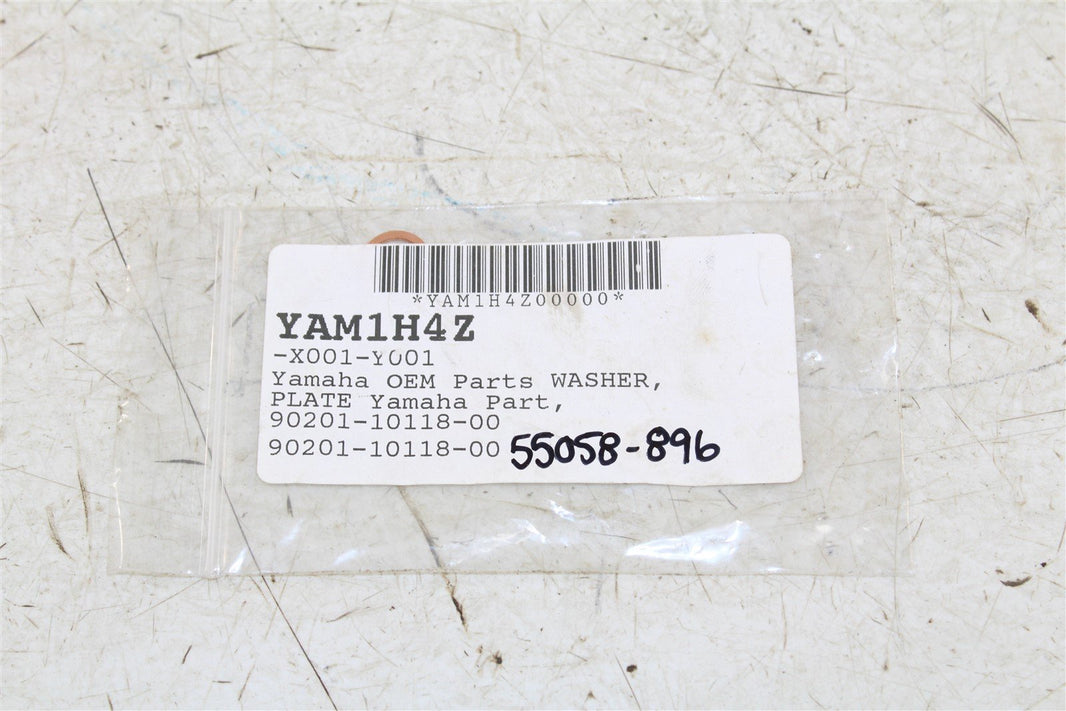 *YAM1H4Z00000*
YAM1H4Z
-X001-Y001
Yamaha OEM Parts WASHER,
PLATE Yamaha Part,
90201-10118-00
90201-10118-00 55058-896